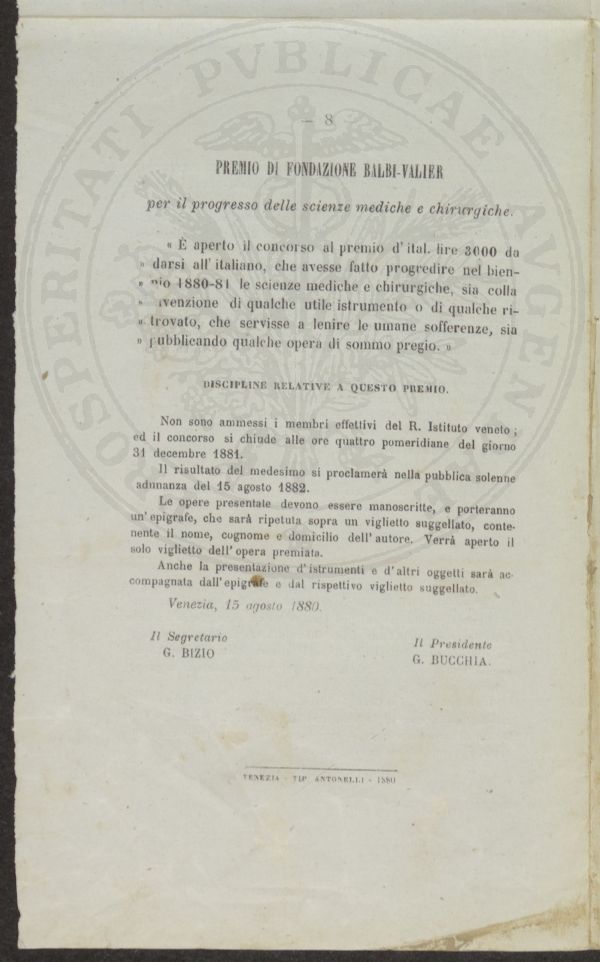 PROSPERITATI PVBLICAE AVGEN
— 8
PREMIO DI FONDAZIONE BALBI-VALIER
per il progresso delle scienze mediche e chirurgiche.
« È aperto il concorso al premio d' ital. lire 3000 da
» darsi all' italiano, che avesse fatto progredire nel bien-
» nio 1880-81 le scienze mediche e chirurgiche, sia colla
» invenzione di qualche utile istrumento o di qualche ri-
» trovato, che servisse a lenire le umane sofferenze, sia
» pubblicando qualche opera di sommo pregio. »
DISCIPLINE RELATIVE A QUESTO PREMIO.
Non sono ammessi i membri effettivi del R. Istituto veneto ;
ed il concorso si chiude alle ore quattro pomeridiane del giorno
31 decembre 1881.
Il risultato del medesimo si proclamerà nella pubblica solenne
adunanza del 15 agosto 1882.
Le opere presentate devono essere manoscritte, e porteranno
un' epigrafe, che sarà ripetuta sopra un viglietto suggellato, conte-
nente il nome, cognome e domicilio dell' autore. Verrà aperto il
solo viglietto dell' opera premiata.
Anche la presentazione d' istrumenti e d' altri oggetti sarà ac-
compagnata dall' epigrafe e dal rispettivo viglietto suggellato.
Venezia, 15 agosto 1880.
Il Segretario
G. BIZIO
Il Presidente
G. BUCCHIA.
VENEZIA - TIP ANTONELLI - 1880